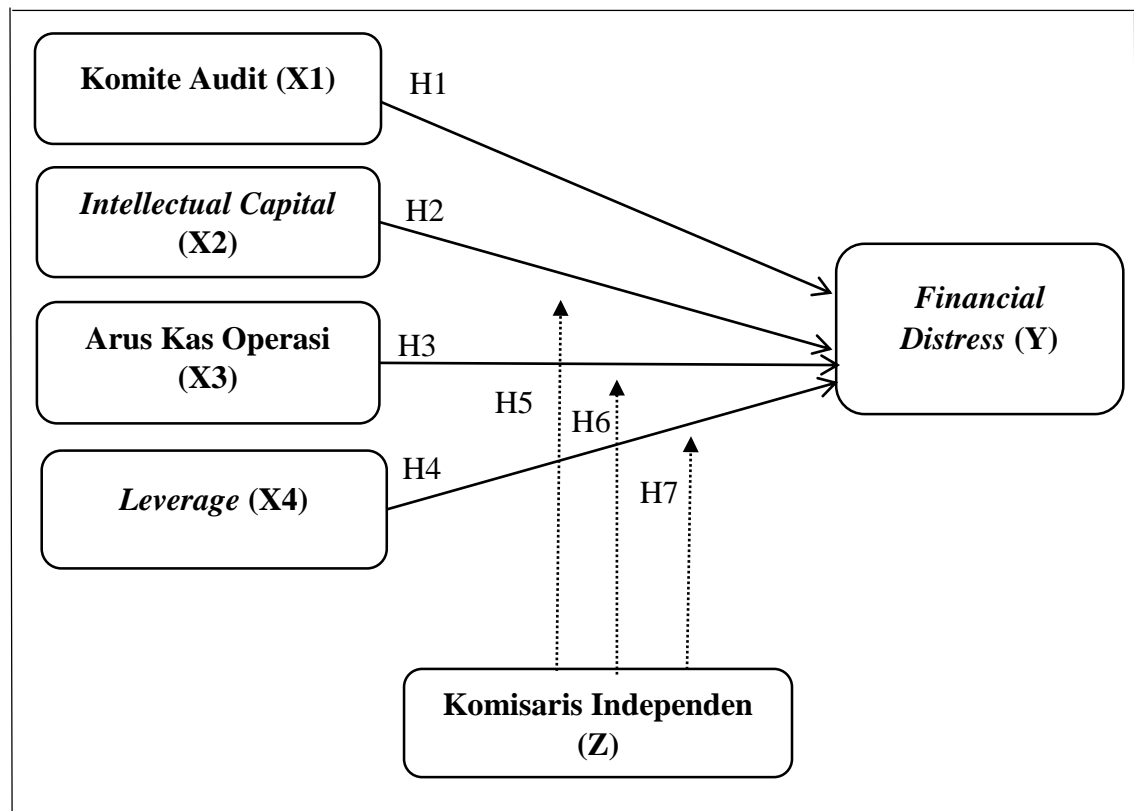 Komite Audit (X1)
H1
Intellectual Capital
(X2)
H2
Financial
Distress (Y)
Arus Kas Operasi
(X3)
H3
H5
H6
Leverage (X4)
H4
H7
Komisaris Independen
(Z)